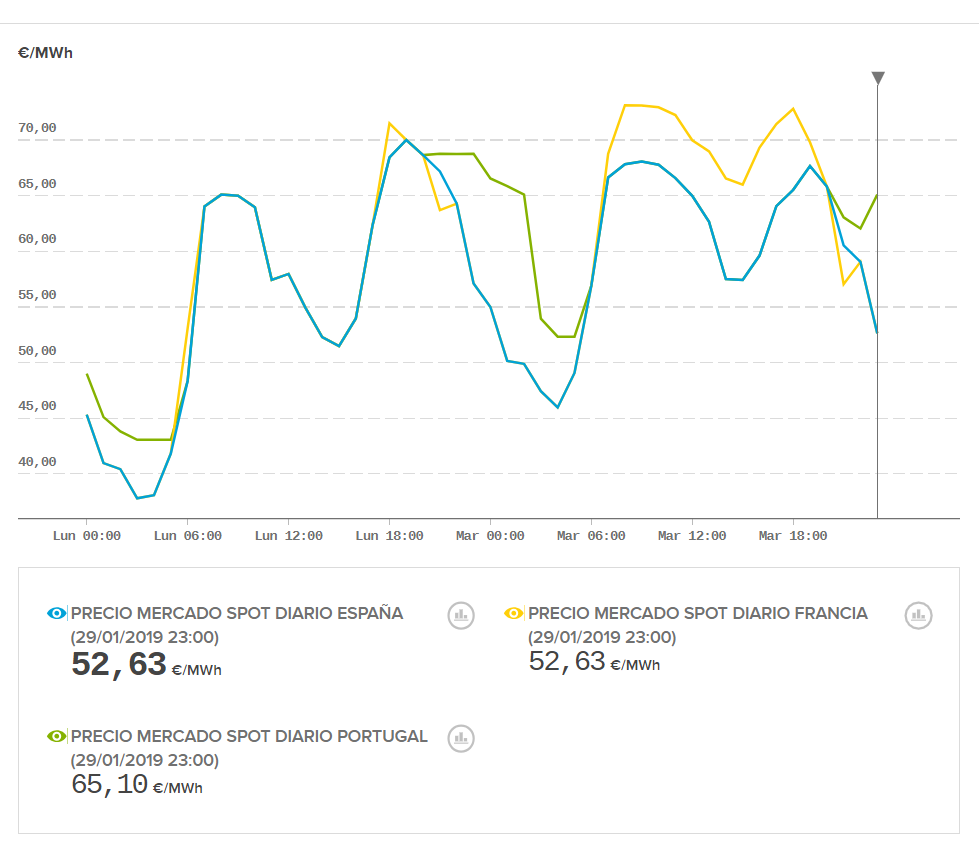 €/MWh
70,00
65,00
60,00
55,00
50,00
45,00
40,00
Lun 00:00 Lun 06:00 Lun 12:00 Lun 18:00 Mar 00:00 Mar 06:00 Mar 12:00 Mar 18:00
PRECIO MERCADO SPOT DIARIO ESPAÑA
(29/01/2019 23:00)
52,63 €/MWh
PRECIO MERCADO SPOT DIARIO FRANCIA
(29/01/2019 23:00)
52,63 €/MWh
PRECIO MERCADO SPOT DIARIO PORTUGAL
(29/01/2019 23:00)
65,10 €/MWh